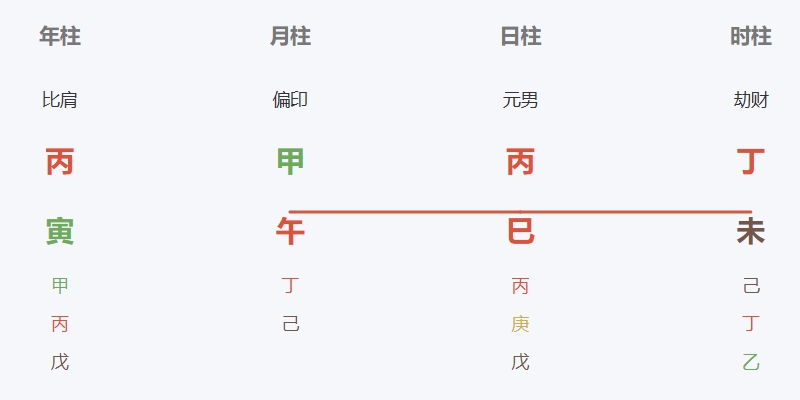 年柱 月柱 日柱 时柱
比肩 偏印 元男 劫财
丙 甲 丙 丁
寅 午 巳 未
甲 丁 丙 己
丙 己 庚 丁
戊 戊 乙